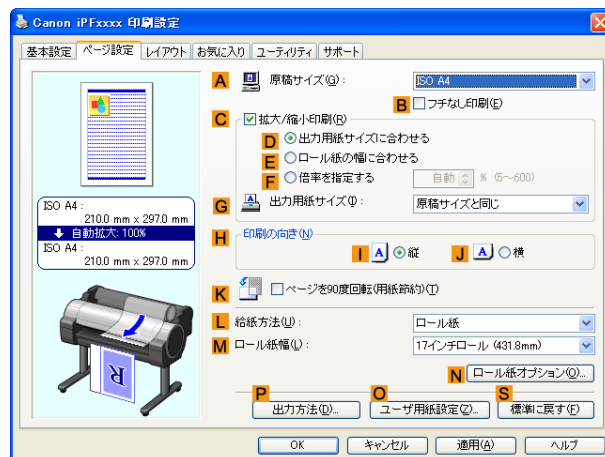 Canon iPFxxxx 印刷設定
基本設定 ページ設定 レイアウト お気に入り ユーティリティ サポート
A 原稿サイズ(G): ISO A4
B フチなし印刷(E)
C 拡大/縮小印刷(R)
D 出力用紙サイズに合わせる
E ロール紙の幅に合わせる
F 倍率を指定する 自動 % (5~600)
G 出力用紙サイズ(I): 原稿サイズと同じ
ISO A4 :
210.0 mm x 297.0 mm
自動拡大: 100%
ISO A4 :
210.0 mm x 297.0 mm
H 印刷の向き(N)
I A 縦 J A 横
K ページを90度回転(用紙節約)(T)
L 給紙方法(U): ロール紙
M ロール紙幅(L): 17インチロール (431.8mm)
R
N ロール紙オプション(Q)...
P O S
出力方法(D)... ユーザ用紙設定(Z)... 標準に戻す(F)
OK キャンセル 適用(A) ヘルプ